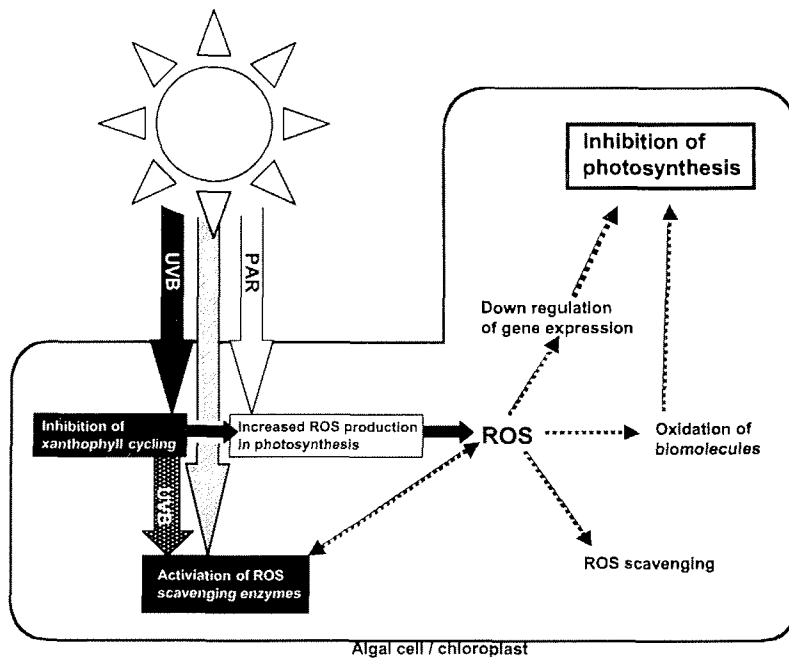 Inhibition of
photosynthesis
UVB
PAR
Down regulation
of gene expression
Inhibition of
xanthophyll cycling
Increased ROS production
in photosynthesis
ROS
Oxidation of
biomolecules
UVB
Activiation of ROS
scavenging enzymes
ROS scavenging
Algal cell / chloroplast